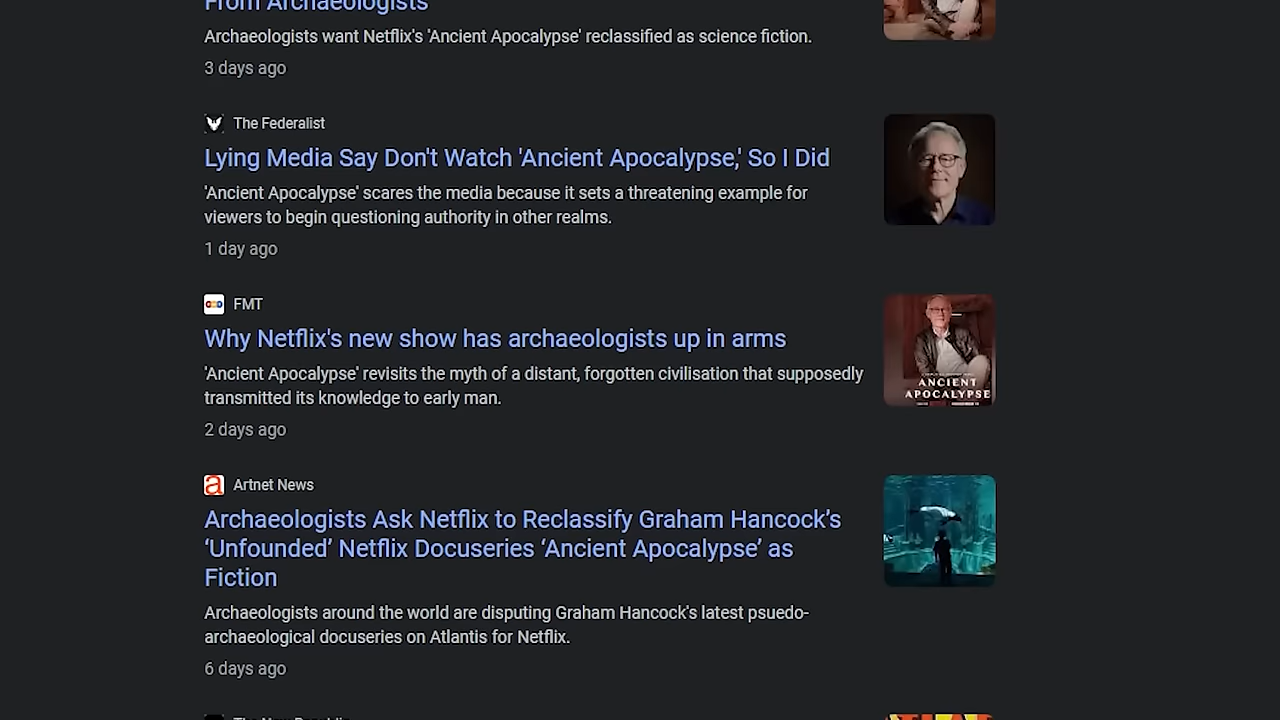 From Archaeologists
Archaeologists want Netflix's 'Ancient Apocalypse' reclassified as science fiction.
3 days ago
The Federalist
Lying Media Say Don't Watch 'Ancient Apocalypse,' So I Did
'Ancient Apocalypse' scares the media because it sets a threatening example for
viewers to begin questioning authority in other realms.
1 day ago
FMT
Why Netflix's new show has archaeologists up in arms
'Ancient Apocalypse' revisits the myth of a distant, forgotten civilisation that supposedly
transmitted its knowledge to early man.
2 days ago
ANCIENT
APOCALYPSE
Artnet News
Archaeologists Ask Netflix to Reclassify Graham Hancock’s
‘Unfounded’ Netflix Docuseries ‘Ancient Apocalypse’ as
Fiction
Archaeologists around the world are disputing Graham Hancock's latest psuedo-
archaeological docuseries on Atlantis for Netflix.
6 days ago